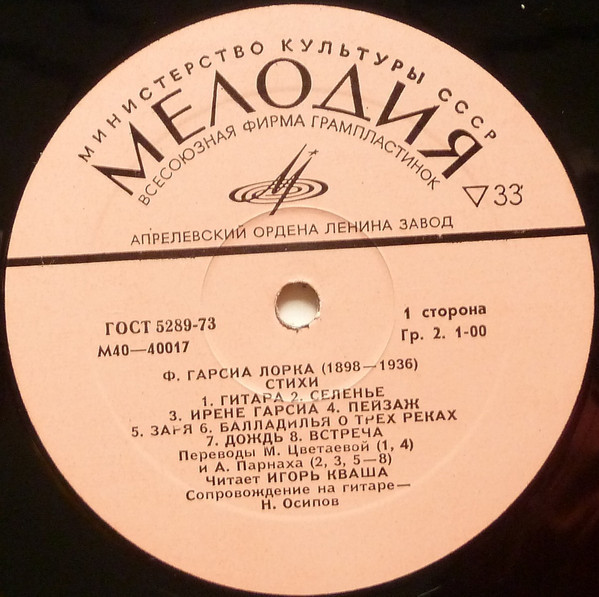 МИНИСТЕРСТВО КУЛЬТУРЫ СССР
МЕЛОДИЯ
ВСЕСОЮЗНАЯ ФИРМА ГРАМПЛАСТИНОК
▽33
АПРЕЛЕВСКИЙ ОРДЕНА ЛЕНИНА ЗАВОД
ГОСТ 5289-73
1 сторона
М40—40017
Гр. 2. 1-00
Ф. ГАРСИА ЛОРКА (1898—1936)
СТИХИ
1. ГИТАРА 2. СЕЛЕНЬЕ
3. ИРЕНЕ ГАРСИА 4. ПЕЙЗАЖ
5. ЗАРЯ 6. БАЛЛАДИЛЬЯ О ТРЕХ РЕКАХ
7. ДОЖДЬ 8. ВСТРЕЧА
Переводы М. Цветаевой (1, 4)
и А. Парнаха (2, 3, 5—8)
Читает ИГОРЬ КВАША
Сопровождение на гитаре—
Н. Осипов